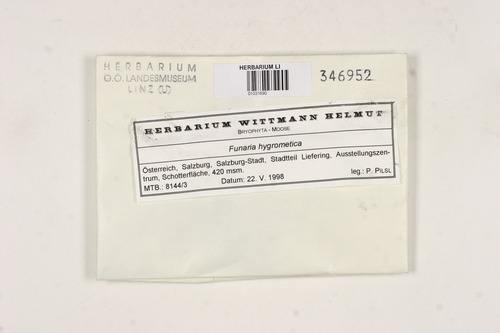 HERBARIUM
O.Ö. LANDESMUSEUM
LINZ (LI)
HERBARIUM LI
346952
HERBARIUM WITTMANN HELMUT
BRYOPHYTA - MOOSE
Funaria hygrometica
Österreich, Salzburg, Salzburg-Stadt, Stadtteil Liefering, Ausstellungszen-
trum, Schotterfläche, 420 msm.
MTB.: 8144/3 Datum: 22. V. 1998 leg.: P. PILSL